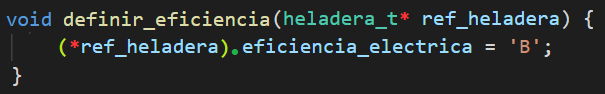 void definir_eficiencia(heladera_t* ref_heladera) {
    (*ref_heladera).eficiencia_electrica = 'B';
}